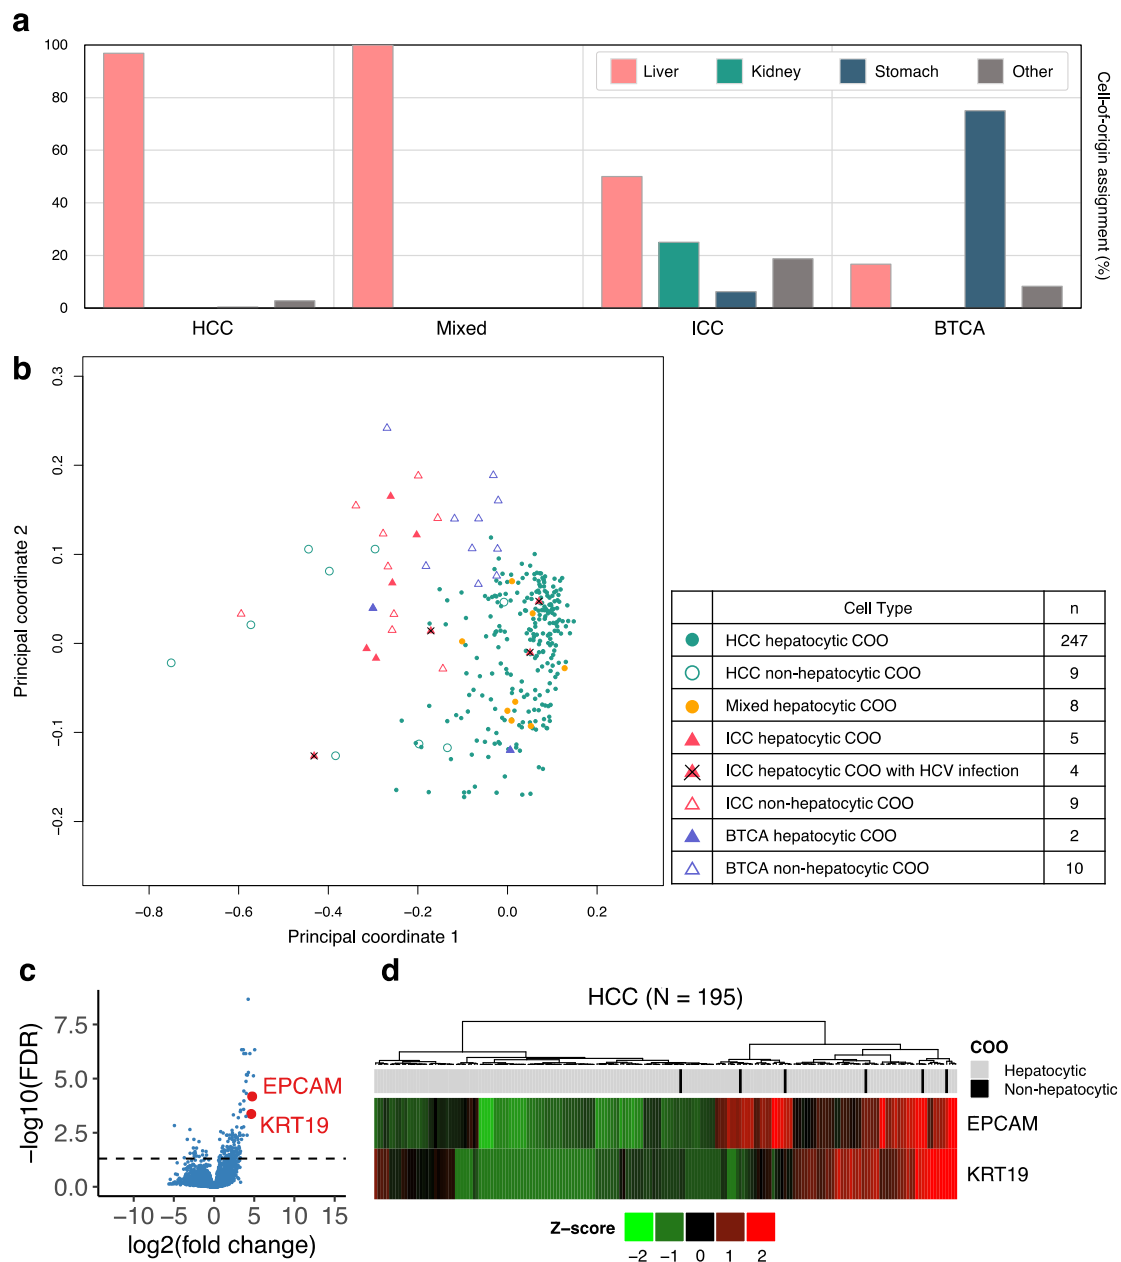 a
100
80
60
40
20
0
Liver
Kidney
Stomach
Other
Cell-of-origin assignment (%)
HCC
Mixed
ICC
BTCA
b
0.3
0.2
0.1
0.0
−0.1
−0.2
Principal coordinate 2
−0.8
−0.6
−0.4
−0.2
0.0
0.2
Principal coordinate 1
Cell Type n
HCC hepatocytic COO 247
HCC non-hepatocytic COO 9
Mixed hepatocytic COO 8
ICC hepatocytic COO 5
ICC hepatocytic COO with HCV infection 4
ICC non-hepatocytic COO 9
BTCA hepatocytic COO 2
BTCA non-hepatocytic COO 10
c
7.5
5.0
2.5
0.0
−log10(FDR)
EPCAM
KRT19
−10 −5 0 5 10 15
log2(fold change)
d
HCC (N = 195)
COO
Hepatocytic
Non-hepatocytic
EPCAM
KRT19
Z-score
−2 −1 0 1 2